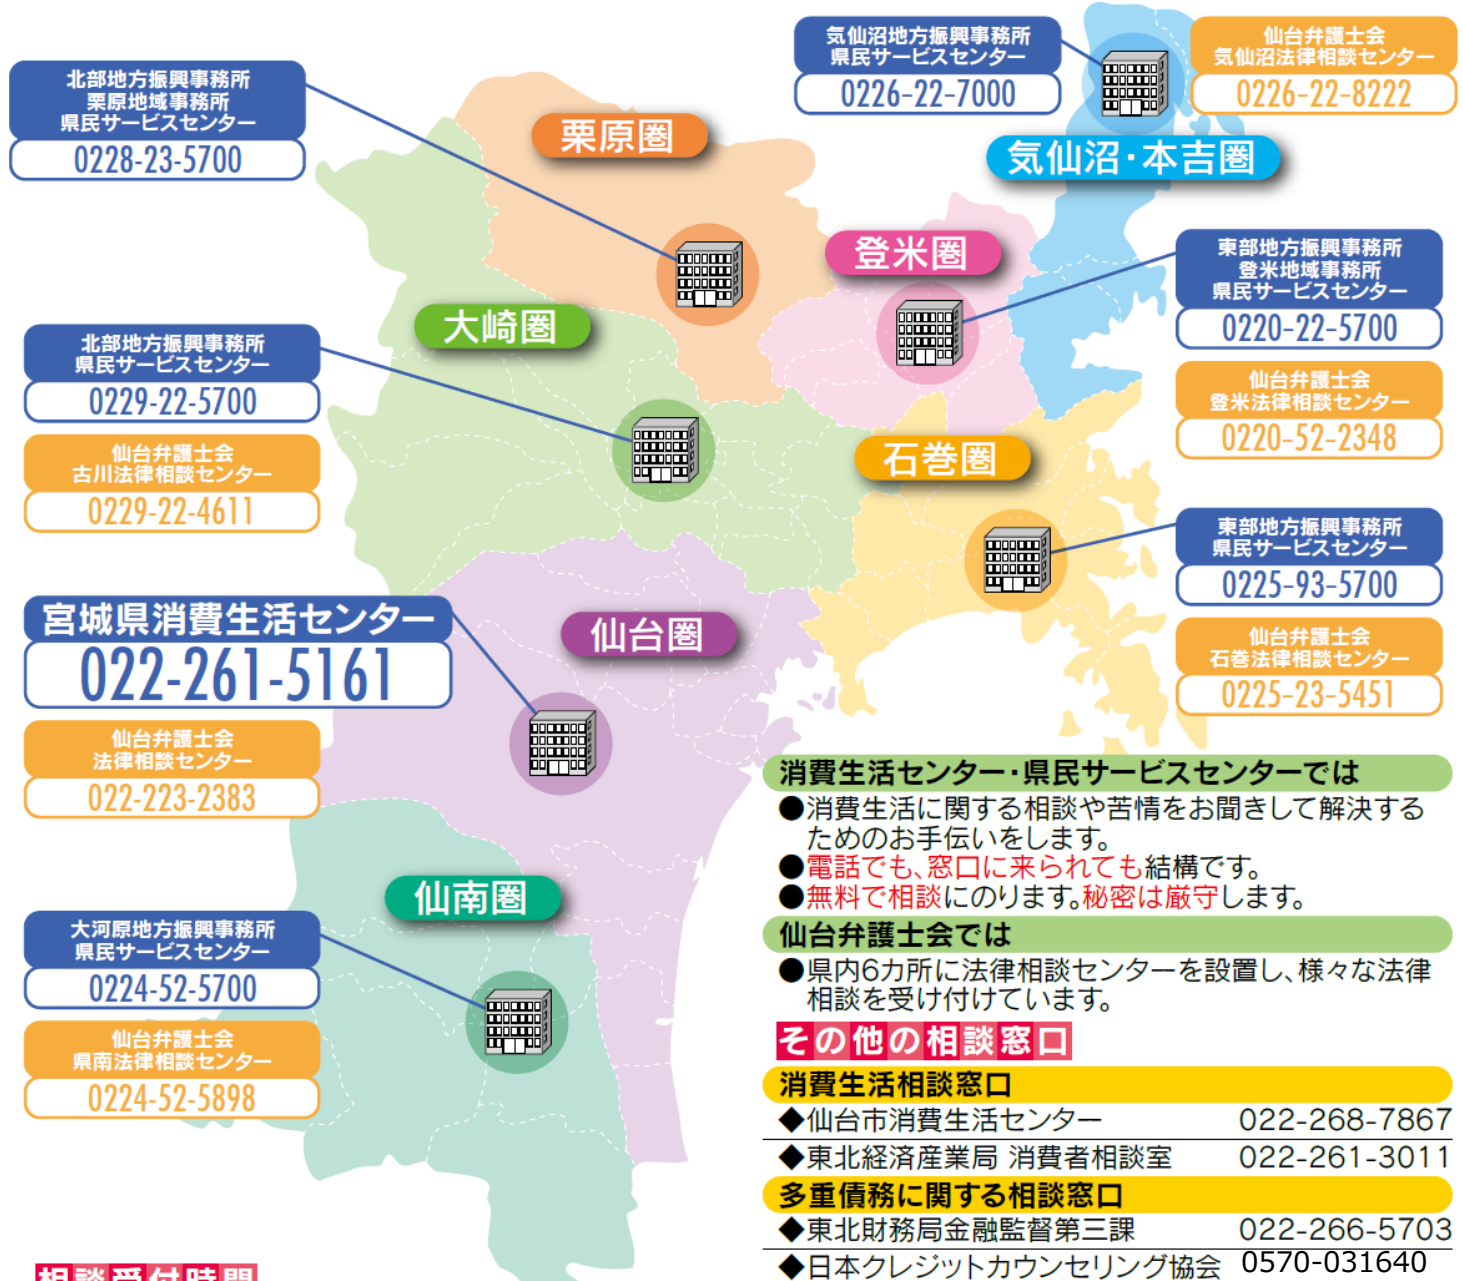 気仙沼地方振興事務所
県民サービスセンター
0226-22-7000
仙台弁護士会
気仙沼法律相談センター
0226-22-8222
北部地方振興事務所
栗原地域事務所
県民サービスセンター
0228-23-5700
栗原圏
気仙沼・本吉圏
登米圏
東部地方振興事務所
登米地域事務所
県民サービスセンター
0220-22-5700
大崎圏
北部地方振興事務所
県民サービスセンター
0229-22-5700
仙台弁護士会
登米法律相談センター
0220-52-2348
仙台弁護士会
古川法律相談センター
0229-22-4611
石巻圏
東部地方振興事務所
県民サービスセンター
0225-93-5700
宮城県消費生活センター
022-261-5161
仙台圏
仙台弁護士会
石巻法律相談センター
0225-23-5451
仙台弁護士会
法律相談センター
022-223-2383
仙南圏
大河原地方振興事務所
県民サービスセンター
0224-52-5700
仙台弁護士会
県南法律相談センター
0224-52-5898
消費生活センター・県民サービスセンターでは
●消費生活に関する相談や苦情をお聞きして解決する
ためのお手伝いをします。
●電話でも、窓口に来られても結構です。
●無料で相談にのります。秘密は厳守します。
仙台弁護士会では
●県内6カ所に法律相談センターを設置し、様々な法律
相談を受け付けています。
その他の相談窓口
消費生活相談窓口
◆仙台市消費生活センター 022-268-7867
◆東北経済産業局 消費者相談室 022-261-3011
多重債務に関する相談窓口
◆東北財務局金融監督第三課 022-266-5703
◆日本クレジットカウンセリング協会 0570-031640
相談受付時間